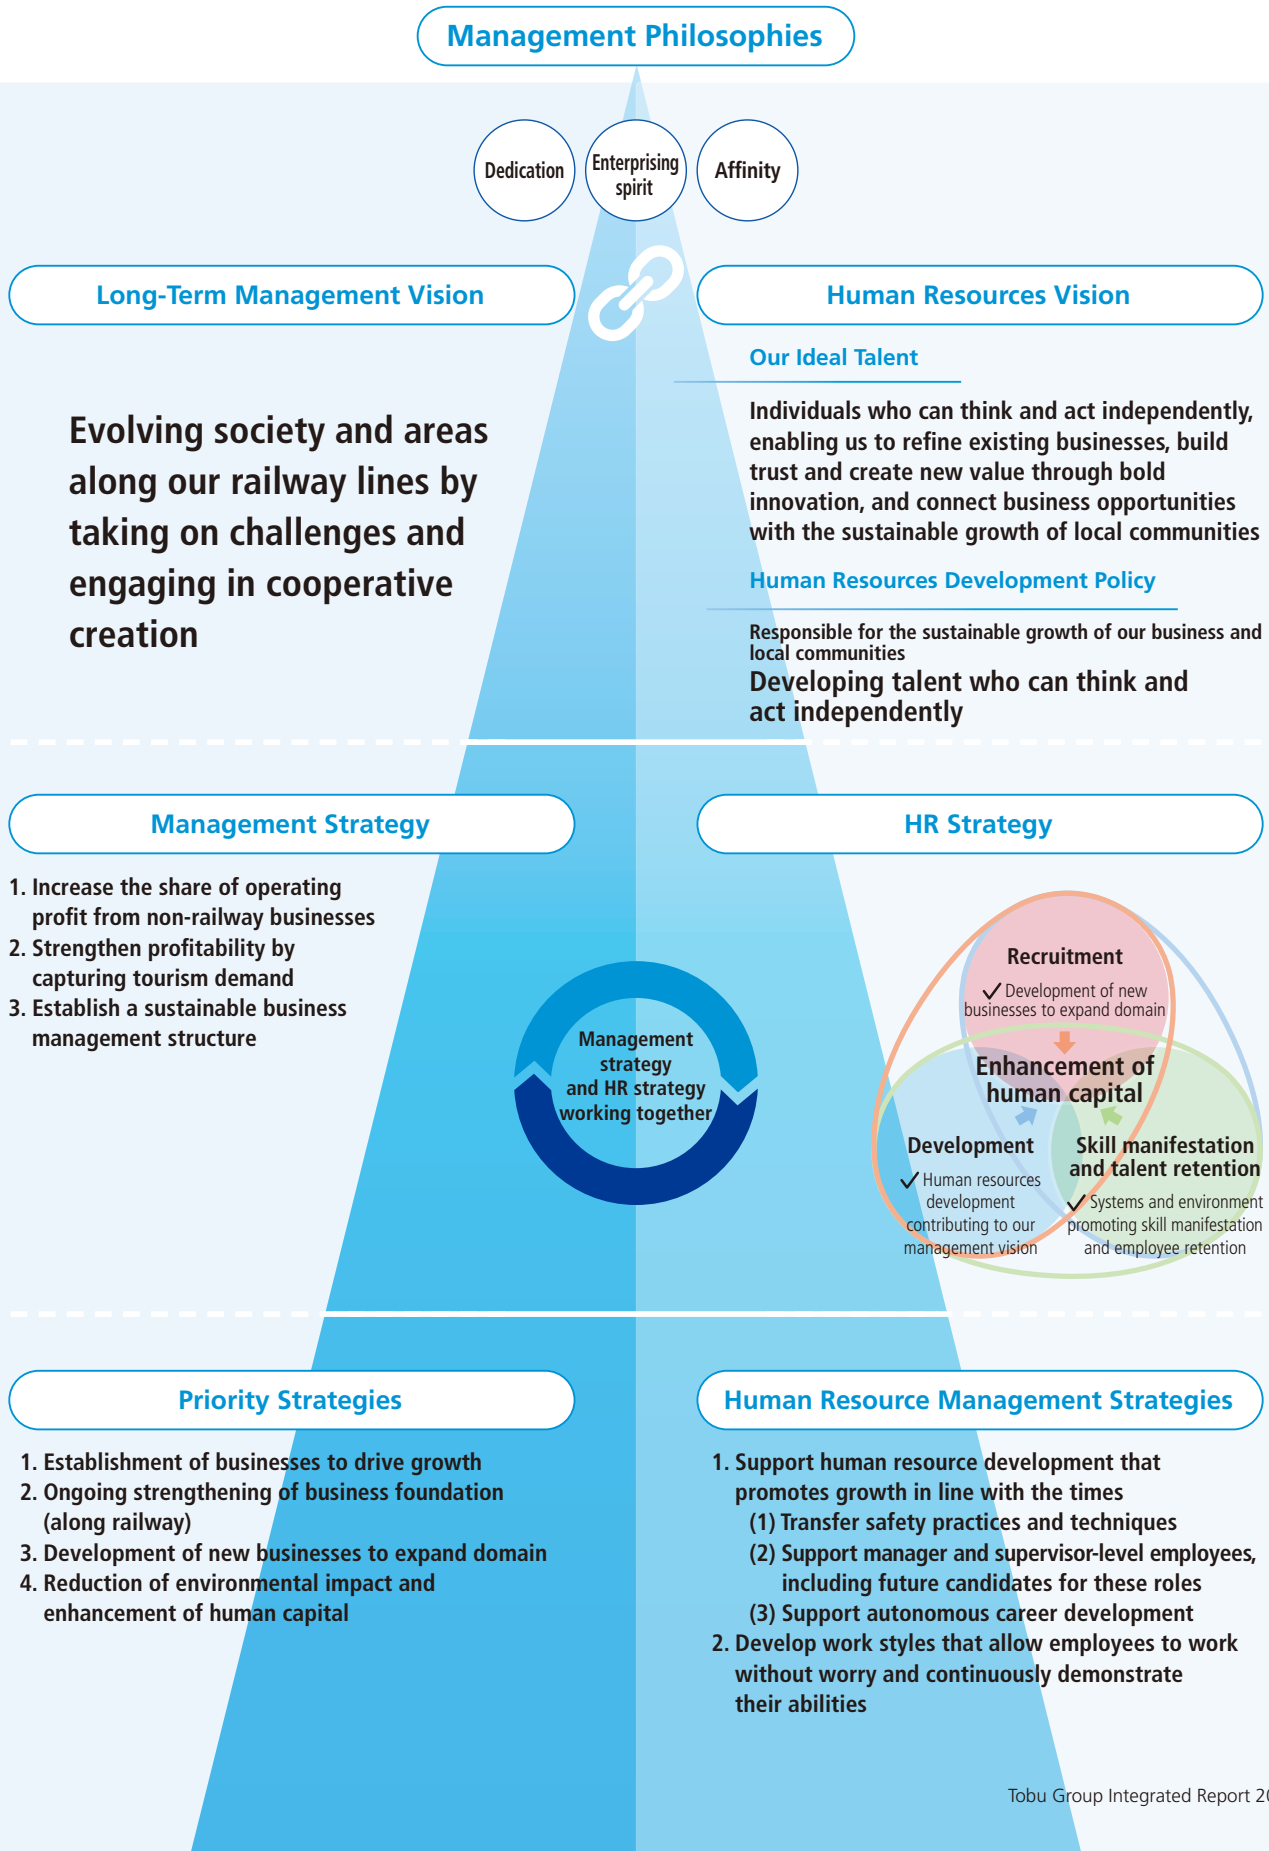 Management Philosophies
Dedication
Enterprising
spirit
Affinity
Long-Term Management Vision
Evolving society and areas
along our railway lines by
taking on challenges and
engaging in cooperative
creation
Human Resources Vision
Our Ideal Talent
Individuals who can think and act independently,
enabling us to refine existing businesses, build
trust and create new value through bold
innovation, and connect business opportunities
with the sustainable growth of local communities
Human Resources Development Policy
Responsible for the sustainable growth of our business and
local communities
Developing talent who can think and
act independently
Management Strategy
1. Increase the share of operating
profit from non-railway businesses
2. Strengthen profitability by
capturing tourism demand
3. Establish a sustainable business
management structure
Management
strategy
and HR strategy
working together
HR Strategy
Recruitment
✓ Development of new
businesses to expand domain
Enhancement of
human capital
Development
✓ Human resources
development
contributing to our
management vision
Skill manifestation
and talent retention
✓ Systems and environment
promoting skill manifestation
and employee retention
Priority Strategies
1. Establishment of businesses to drive growth
2. Ongoing strengthening of business foundation
(along railway)
3. Development of new businesses to expand domain
4. Reduction of environmental impact and
enhancement of human capital
Human Resource Management Strategies
1. Support human resource development that
promotes growth in line with the times
(1) Transfer safety practices and techniques
(2) Support manager and supervisor-level employees,
including future candidates for these roles
(3) Support autonomous career development
2. Develop work styles that allow employees to work
without worry and continuously demonstrate
their abilities
Tobu Group Integrated Report